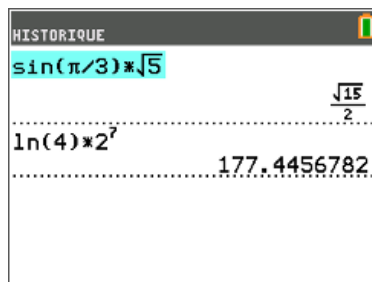 HISTORIQUE
sin(π/3)*√5
√15/2
ln(4)*2⁷
177.4456782